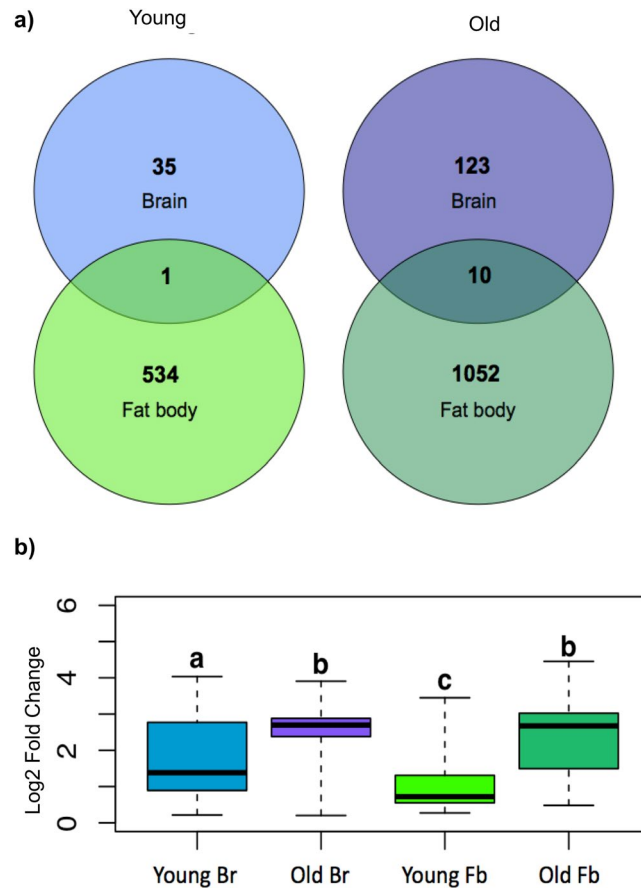 a)
Young
Old
35
Brain
1
534
Fat body
123
Brain
10
1052
Fat body
b)
Log2 Fold Change
6
4
2
0
a
b
c
b
Young Br
Old Br
Young Fb
Old Fb